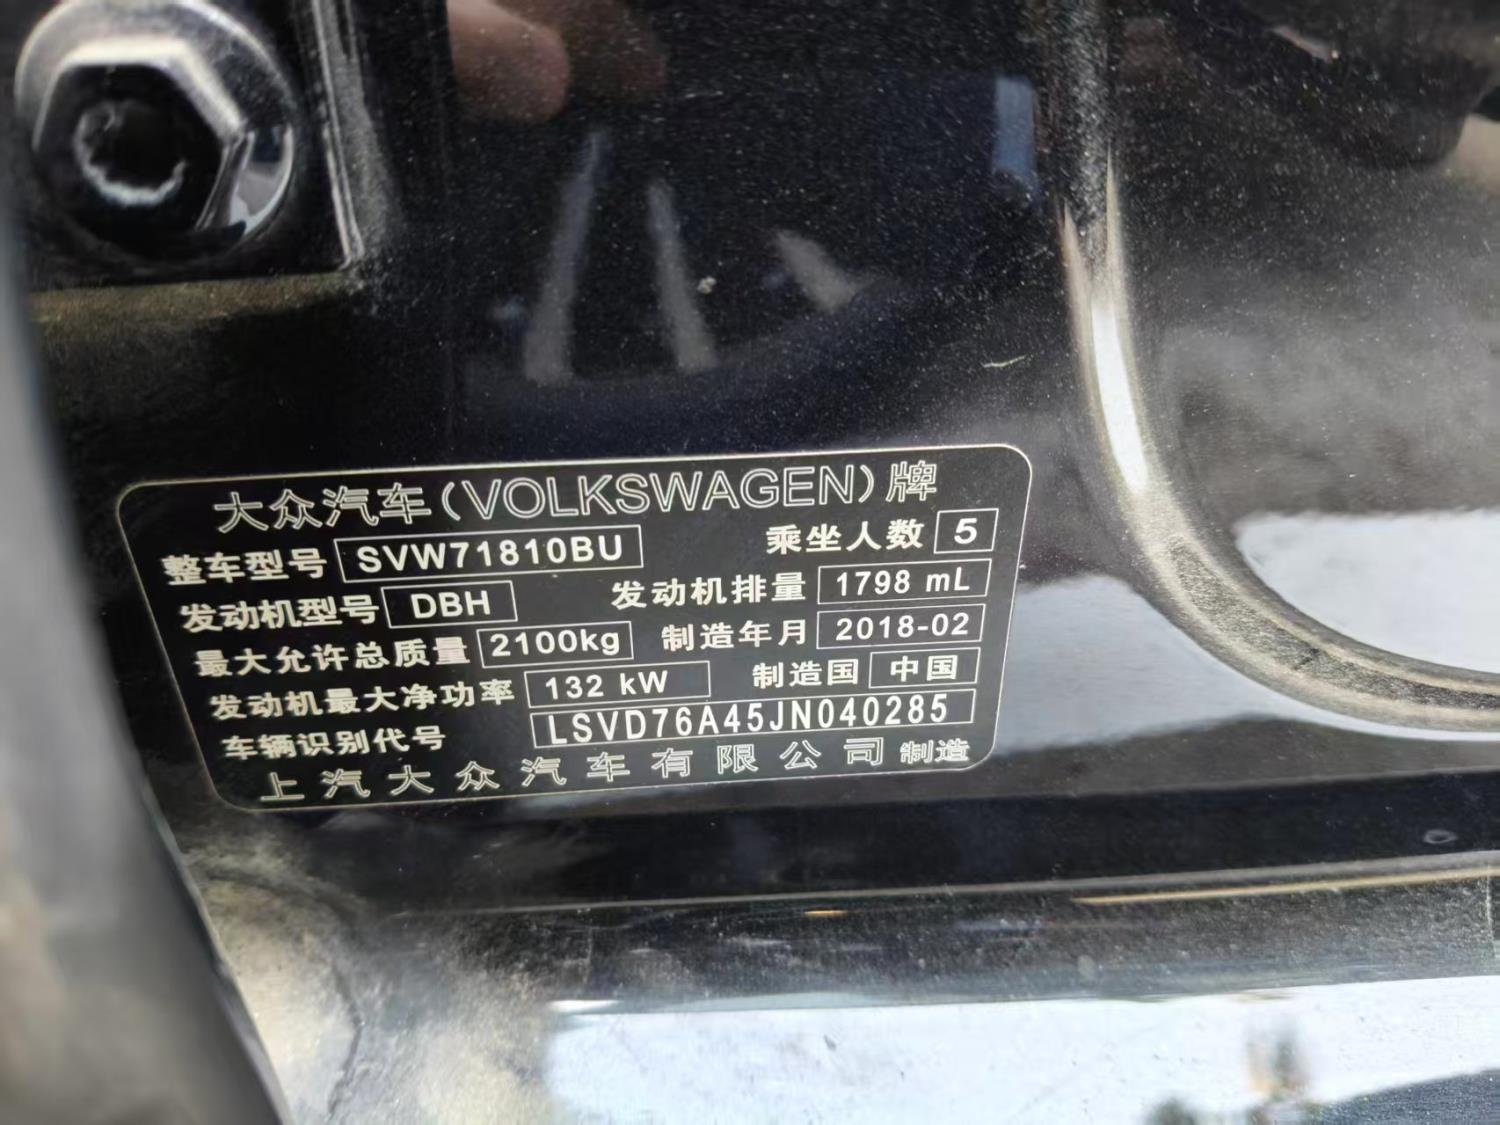 大众汽车(VOLKSWAGEN)牌
整车型号 SVW71810BU 乘坐人数 5
发动机型号 DBH 发动机排量 1798 mL
最大允许总质量 2100kg 制造年月 2018-02
发动机最大净功率 132 kW 制造国 中国
车辆识别代号 LSVD76A45JN040285
上汽大众汽车有限公司 制造